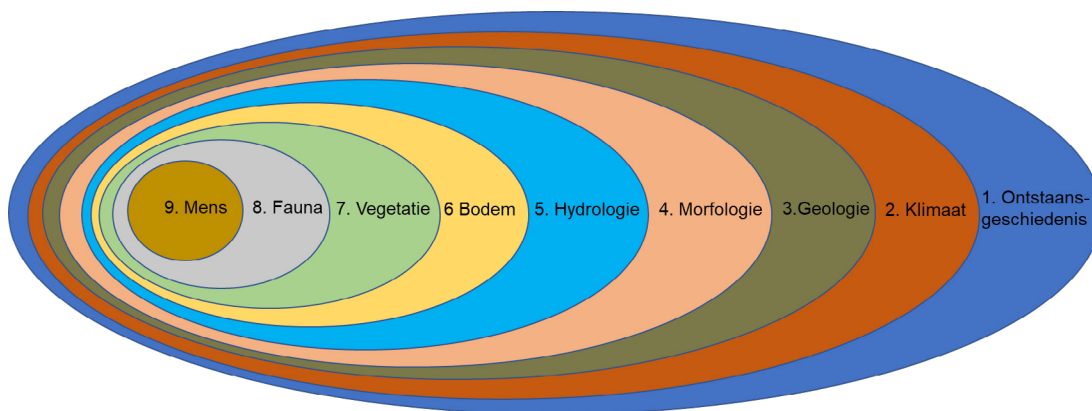 9. Mens
8. Fauna
7. Vegetatie
6 Bodem
5. Hydrologie
4. Morfologie
3.Geologie
2. Klimaat
1. Ontstaans-
geschiedenis